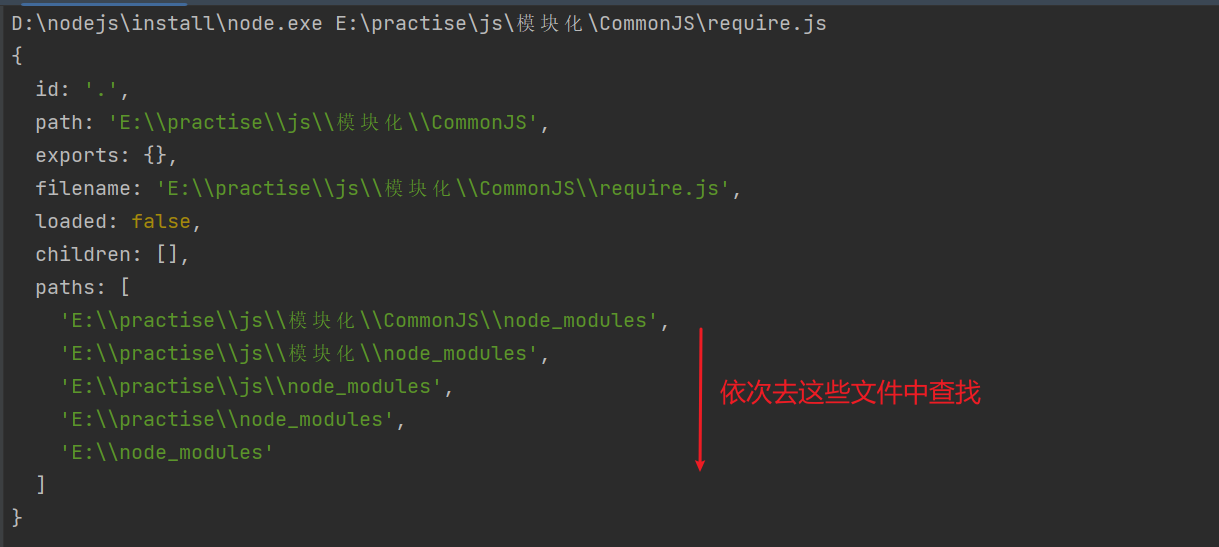 D:\nodejs\install\node.exe E:\practise\js\模块化\CommonJS\require.js
{
  id: '.',
  path: 'E:\\practise\\js\\模块化\\CommonJS',
  exports: {},
  filename: 'E:\\practise\\js\\模块化\\CommonJS\\require.js',
  loaded: false,
  children: [],
  paths: [
    'E:\\practise\\js\\模块化\\CommonJS\\node_modules',
    'E:\\practise\\js\\模块化\\node_modules',
    'E:\\practise\\js\\node_modules',
依次去这些文件中查找
    'E:\\practise\\node_modules',
    'E:\\node_modules'
  ]
}